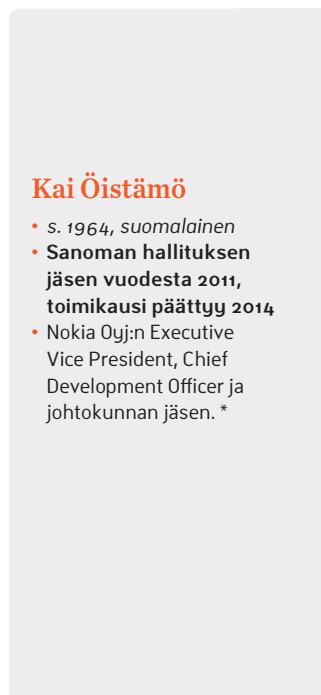 Kai Öistämö
• s. 1964, suomalainen
• Sanoman hallituksen
jäsen vuodesta 2011,
toimikausi päättyy 2014
• Nokia Oyj:n Executive
Vice President, Chief
Development Officer ja
johtokunnan jäsen. *